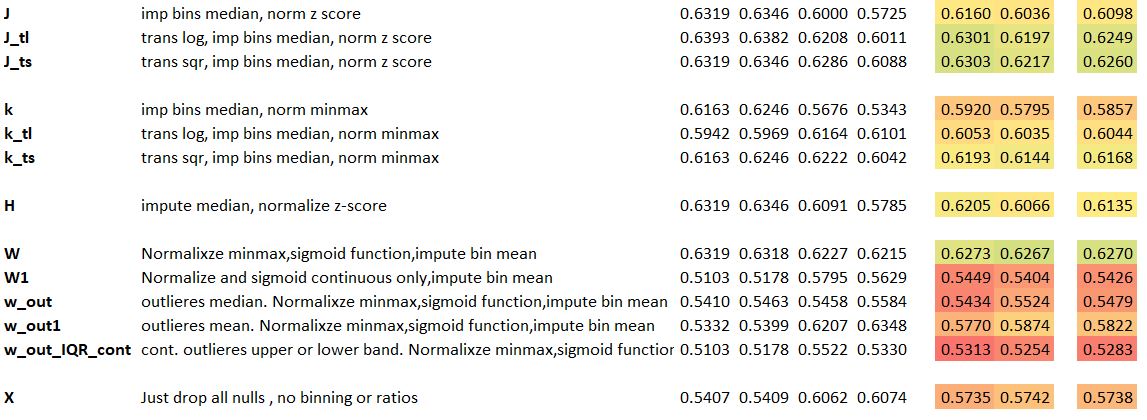 J imp bins median, norm z score 0.6319 0.6346 0.6000 0.5725 0.6160 0.6036 0.6098
J_tl trans log, imp bins median, norm z score 0.6393 0.6382 0.6208 0.6011 0.6301 0.6197 0.6249
J_ts trans sqr, imp bins median, norm z score 0.6319 0.6346 0.6286 0.6088 0.6303 0.6217 0.6260
k imp bins median, norm minmax 0.6163 0.6246 0.5676 0.5343 0.5920 0.5795 0.5857
k_tl trans log, imp bins median, norm minmax 0.5942 0.5969 0.6164 0.6101 0.6053 0.6035 0.6044
k_ts trans sqr, imp bins median, norm minmax 0.6163 0.6246 0.6222 0.6042 0.6193 0.6144 0.6168
H impute median, normalize z-score 0.6319 0.6346 0.6091 0.5785 0.6205 0.6066 0.6135
W Normalixze minmax,sigmoid function,impute bin mean 0.6319 0.6318 0.6227 0.6215 0.6273 0.6267 0.6270
W1 Normalize and sigmoid continuous only,impute bin mean 0.5103 0.5178 0.5795 0.5629 0.5449 0.5404 0.5426
w_out outlieres median. Normalixze minmax,sigmoid function,impute bin mean 0.5410 0.5463 0.5458 0.5584 0.5434 0.5524 0.5479
w_out1 outlieres mean. Normalixze minmax,sigmoid function,impute bin mean 0.5332 0.5399 0.6207 0.6348 0.5770 0.5874 0.5822
w_out_IQR_cont cont. outlieres upper or lower band. Normalixze minmax,sigmoid functior 0.5103 0.5178 0.5522 0.5330 0.5313 0.5254 0.5283
X Just drop all nulls , no binning or ratios 0.5407 0.5409 0.6062 0.6074 0.5735 0.5742 0.5738